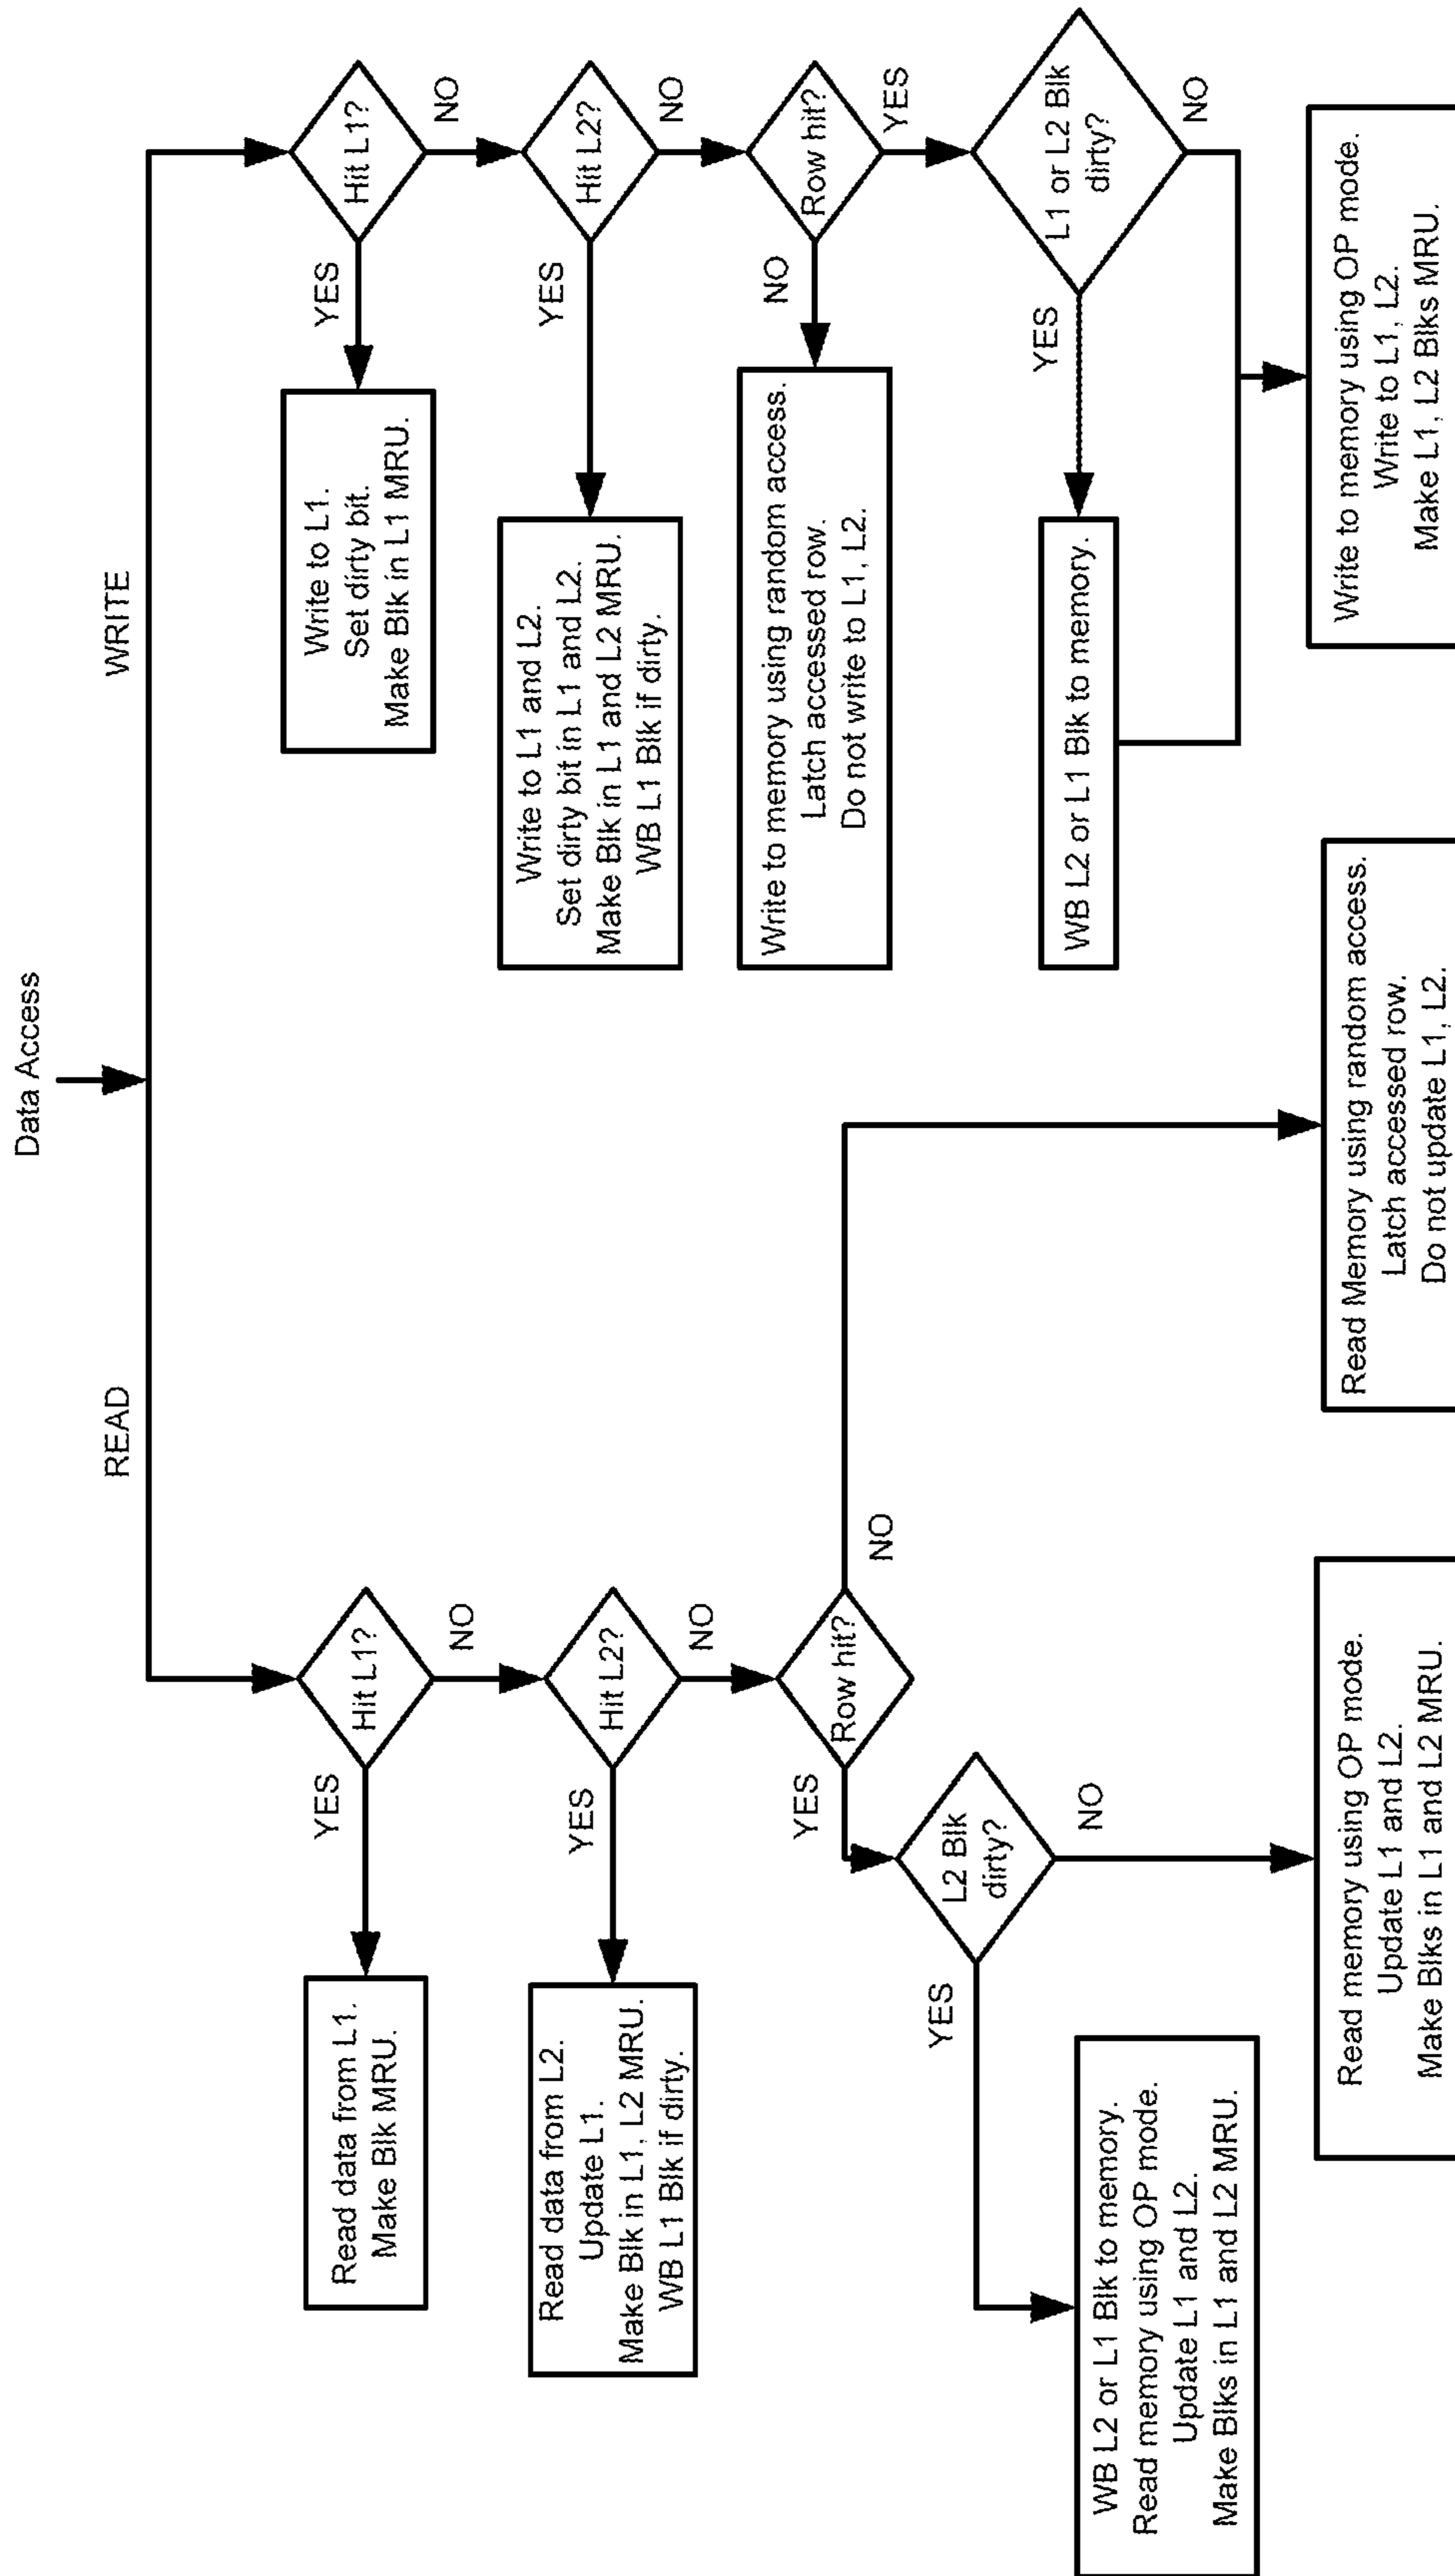 Data Access
READ
WRITE
Hit L1?
YES
NO
Read data from L1.
Make Blk MRU.
Hit L2?
YES
NO
Read data from L2.
Update L1.
Make Blk in L1, L2 MRU.
WB L1 Blk if dirty.
Row hit?
YES
NO
L2 Blk
dirty?
YES
NO
WB L2 or L1 Blk to memory.
Read memory using OP mode.
Update L1 and L2.
Make Blks in L1 and L2 MRU.
Read memory using OP mode.
Update L1 and L2.
Make Blks in L1 and L2 MRU.
Read Memory using random access.
Latch accessed row.
Do not update L1, L2.
Hit L1?
YES
NO
Write to L1.
Set dirty bit.
Make Blk in L1 MRU.
Hit L2?
YES
NO
Write to L1 and L2.
Set dirty bit in L1 and L2.
Make Blk in L1 and L2 MRU.
WB L1 Blk if dirty.
Row hit?
NO
YES
Write to memory using random access.
Latch accessed row.
Do not write to L1, L2.
L1 or L2 Blk
dirty?
YES
NO
WB L2 or L1 Blk to memory.
Write to memory using OP mode.
Write to L1, L2.
Make L1, L2 Blks MRU.